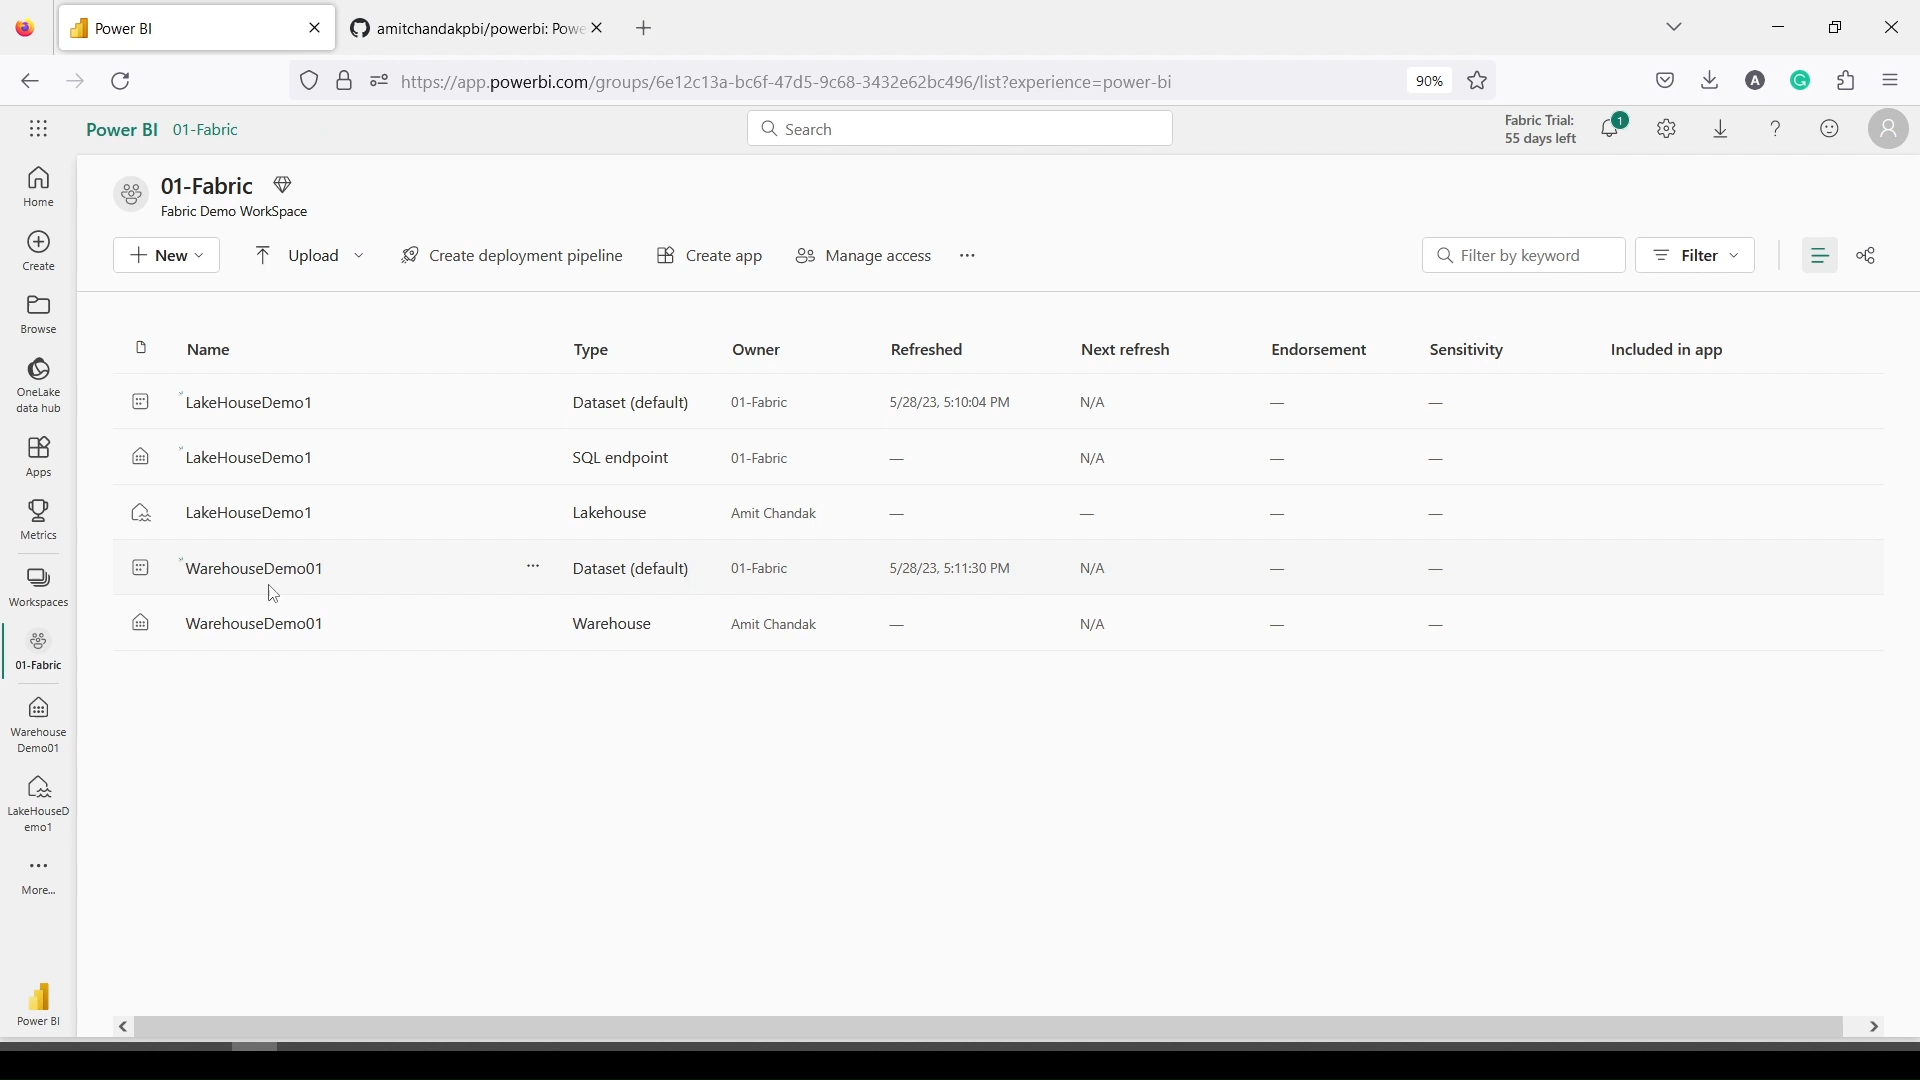 Power BI
amitchandakpbi/powerbi: Powe
https://app.powerbi.com/groups/6e12c13a-bc6f-47d5-9c68-3432e62bc496/list?experience=power-bi
90%
A
Power BI 01-Fabric
Search
Fabric Trial:
55 days left
1
?
Home
Create
Browse
OneLake
data hub
Apps
Metrics
Workspaces
01-Fabric
Warehouse
Demo01
LakeHouseD
emo1
More...
Power BI
01-Fabric
Fabric Demo WorkSpace
New
Upload
Create deployment pipeline
Create app
Manage access
Filter by keyword
Filter
Name Type Owner Refreshed Next refresh Endorsement Sensitivity Included in app
LakeHouseDemo1 Dataset (default) 01-Fabric 5/28/23, 5:10:04 PM N/A — —
LakeHouseDemo1 SQL endpoint 01-Fabric — N/A — —
LakeHouseDemo1 Lakehouse Amit Chandak — — — —
WarehouseDemo01 Dataset (default) 01-Fabric 5/28/23, 5:11:30 PM N/A — —
WarehouseDemo01 Warehouse Amit Chandak — N/A — —